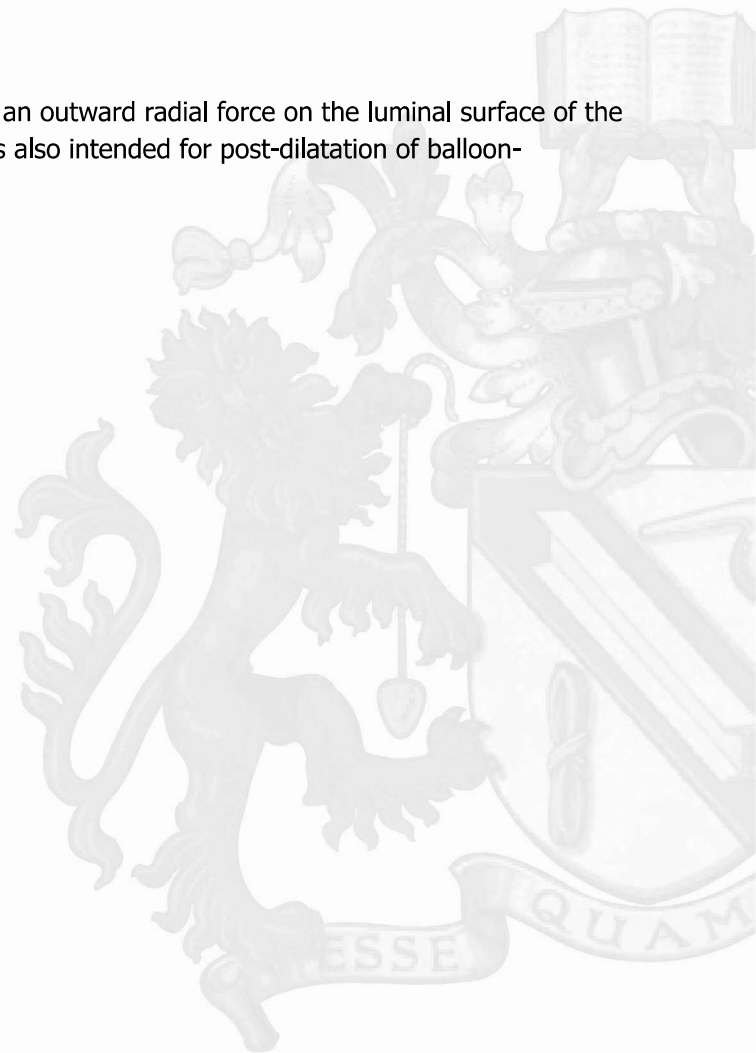 an outward radial force on the luminal surface of the
s also intended for post-dilatation of balloon-
ESSE QUAM